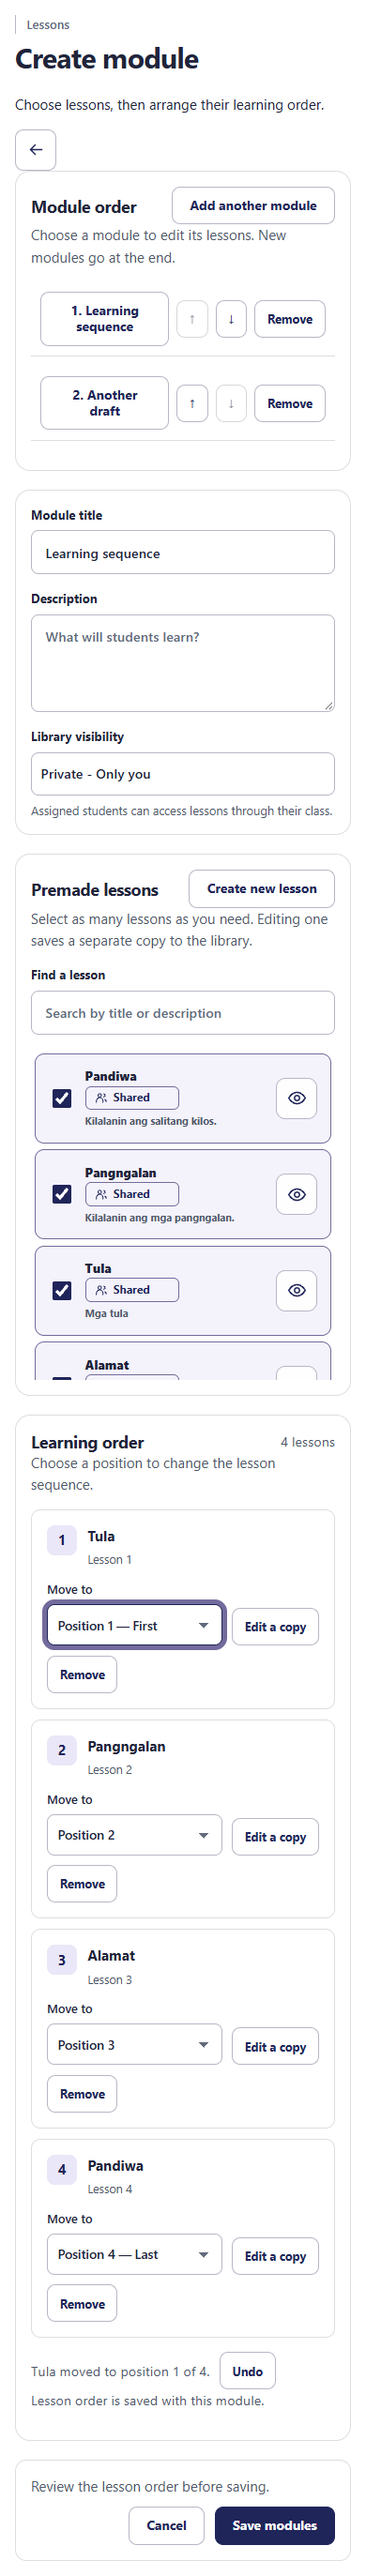 Lessons
Create module
Choose lessons, then arrange their learning order.
←
Module order
Add another module
Choose a module to edit its lessons. New
modules go at the end.
1. Learning
sequence
↑
↓
Remove
2. Another
draft
↑
↓
Remove
Module title
Learning sequence
Description
What will students learn?
Library visibility
Private - Only you
Assigned students can access lessons through their class.
Premade lessons
Create new lesson
Select as many lessons as you need. Editing one
saves a separate copy to the library.
Find a lesson
Search by title or description
Pandiwa
Shared
Kilalanin ang salitang kilos.
Pangngalan
Shared
Kilalanin ang mga pangngalan.
Tula
Shared
Mga tula
Alamat
Learning order
4 lessons
Choose a position to change the lesson
sequence.
1
Tula
Lesson 1
Move to
Position 1 — First
Edit a copy
Remove
2
Pangngalan
Lesson 2
Move to
Position 2
Edit a copy
Remove
3
Alamat
Lesson 3
Move to
Position 3
Edit a copy
Remove
4
Pandiwa
Lesson 4
Move to
Position 4 — Last
Edit a copy
Remove
Tula moved to position 1 of 4.
Undo
Lesson order is saved with this module.
Review the lesson order before saving.
Cancel
Save modules